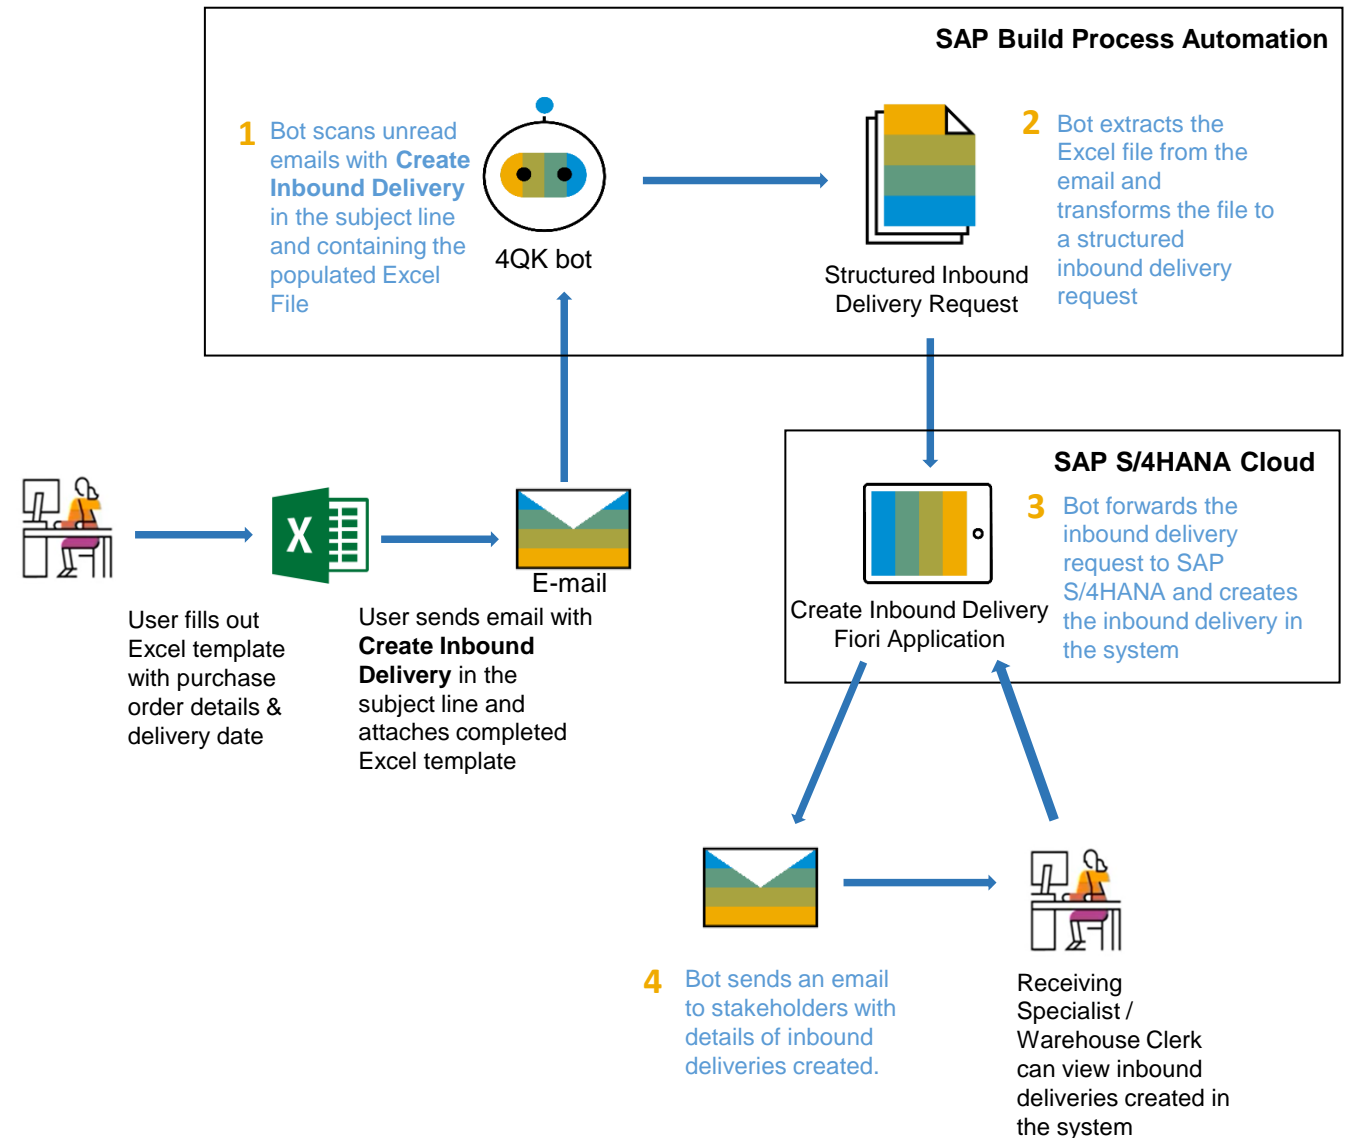 SAP Build Process Automation
1
Bot scans unread
emails with Create
Inbound Delivery
in the subject line
and containing the
populated Excel
File
4QK bot
2
Bot extracts the
Excel file from the
email and
transforms the file to
a structured
inbound delivery
request
Structured Inbound
Delivery Request
SAP S/4HANA Cloud
3
Bot forwards the
inbound delivery
request to SAP
S/4HANA and creates
the inbound delivery in
the system
Create Inbound Delivery
Fiori Application
X
E-mail
User fills out
Excel template
with purchase
order details &
delivery date
User sends email with
Create Inbound
Delivery in the
subject line and
attaches completed
Excel template
4
Bot sends an email
to stakeholders with
details of inbound
deliveries created.
Receiving
Specialist /
Warehouse Clerk
can view inbound
deliveries created in
the system